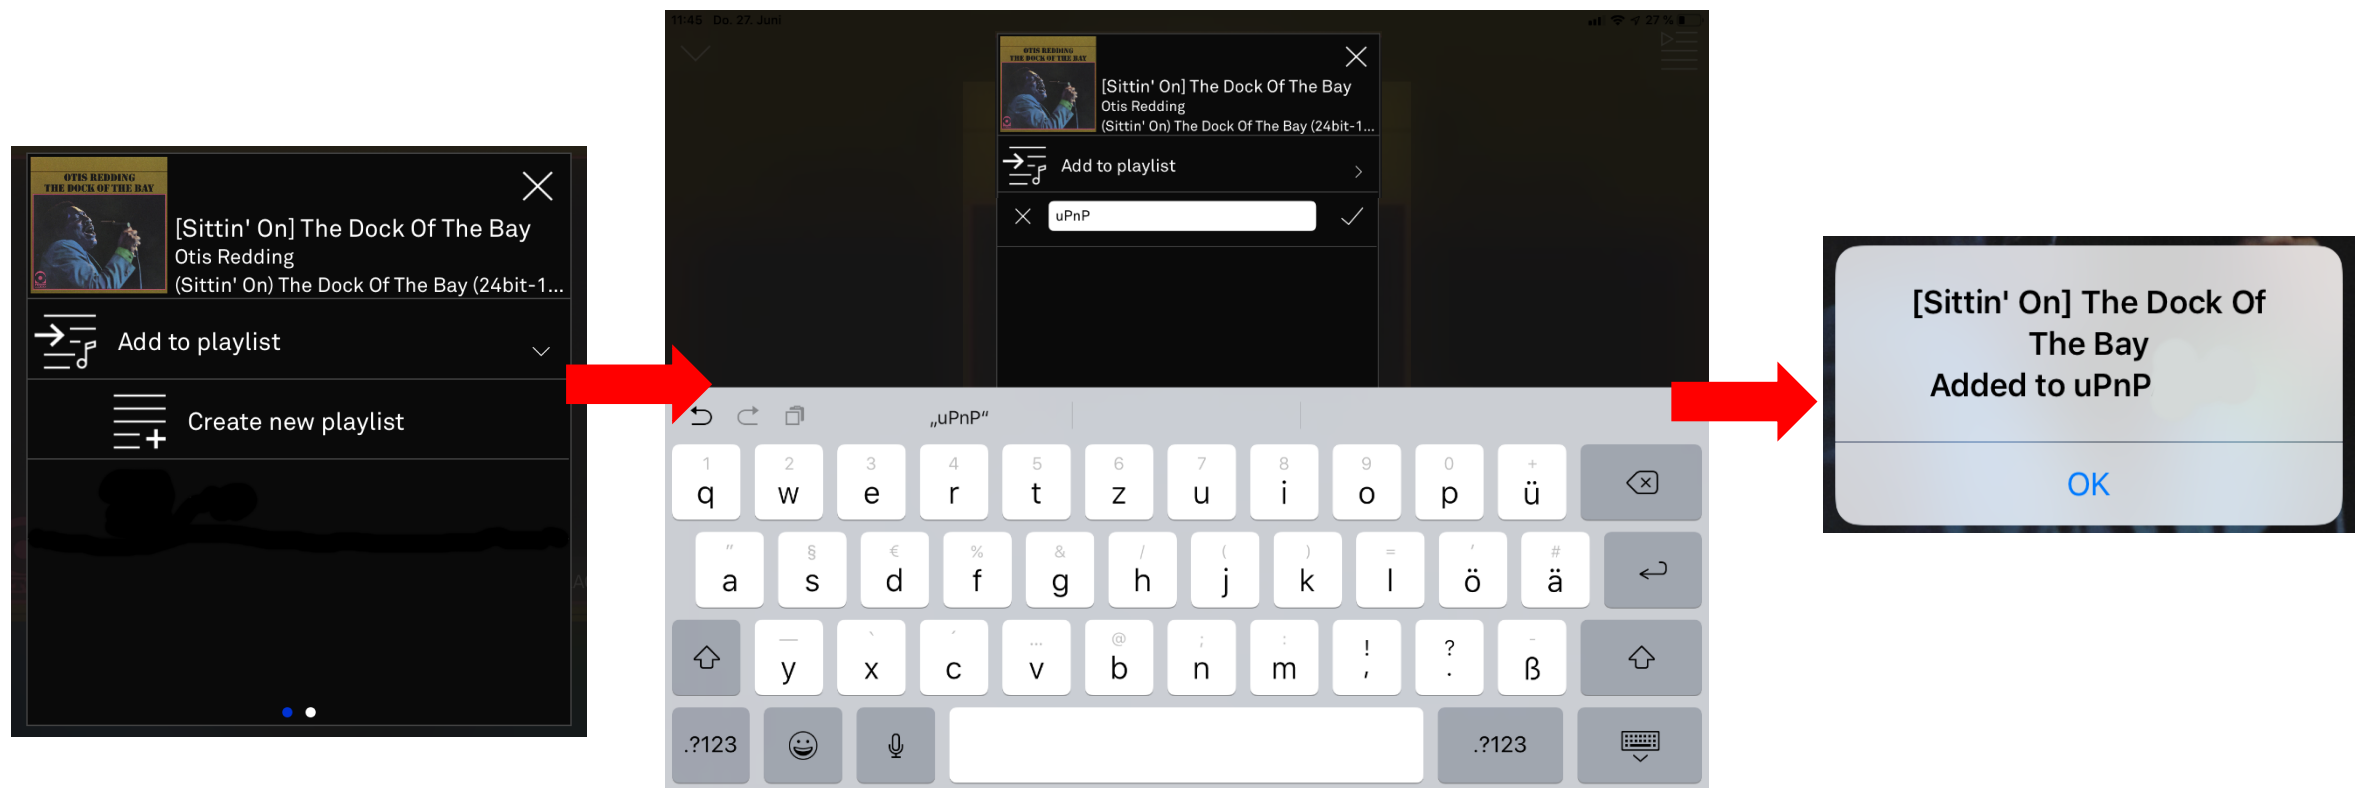 OTIS REDDING
THE DOCK OF THE BAY
[Sittin' On] The Dock Of The Bay
Otis Redding
(Sittin' On) The Dock Of The Bay (24bit-1...
Add to playlist
Create new playlist
11:45 Do. 27. Juni
27 %
OTIS REDDING
THE DOCK OF THE BAY
[Sittin' On] The Dock Of The Bay
Otis Redding
(Sittin' On) The Dock Of The Bay (24bit-1...
Add to playlist
uPnP
„uPnP“
1 2 3 4 5 6 7 8 9 0 +
q w e r t z u i o p ü
" § € % & / ( ) = ' #
a s d f g h j k l ö ä
— ` ´ ... @ ; : ! ? -
y x c v b n m , . ß
.?123 .?123
[Sittin' On] The Dock Of
The Bay
Added to uPnP
OK